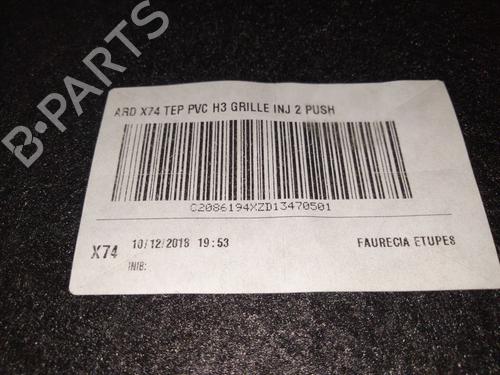 B-PARTS
ARD X74 TEP PVC H3 GRILLE INJ 2 PUSH
C2086194XZD13470501
X74 10/12/2018 19:53 FAURECIA ETUPES
INIB: